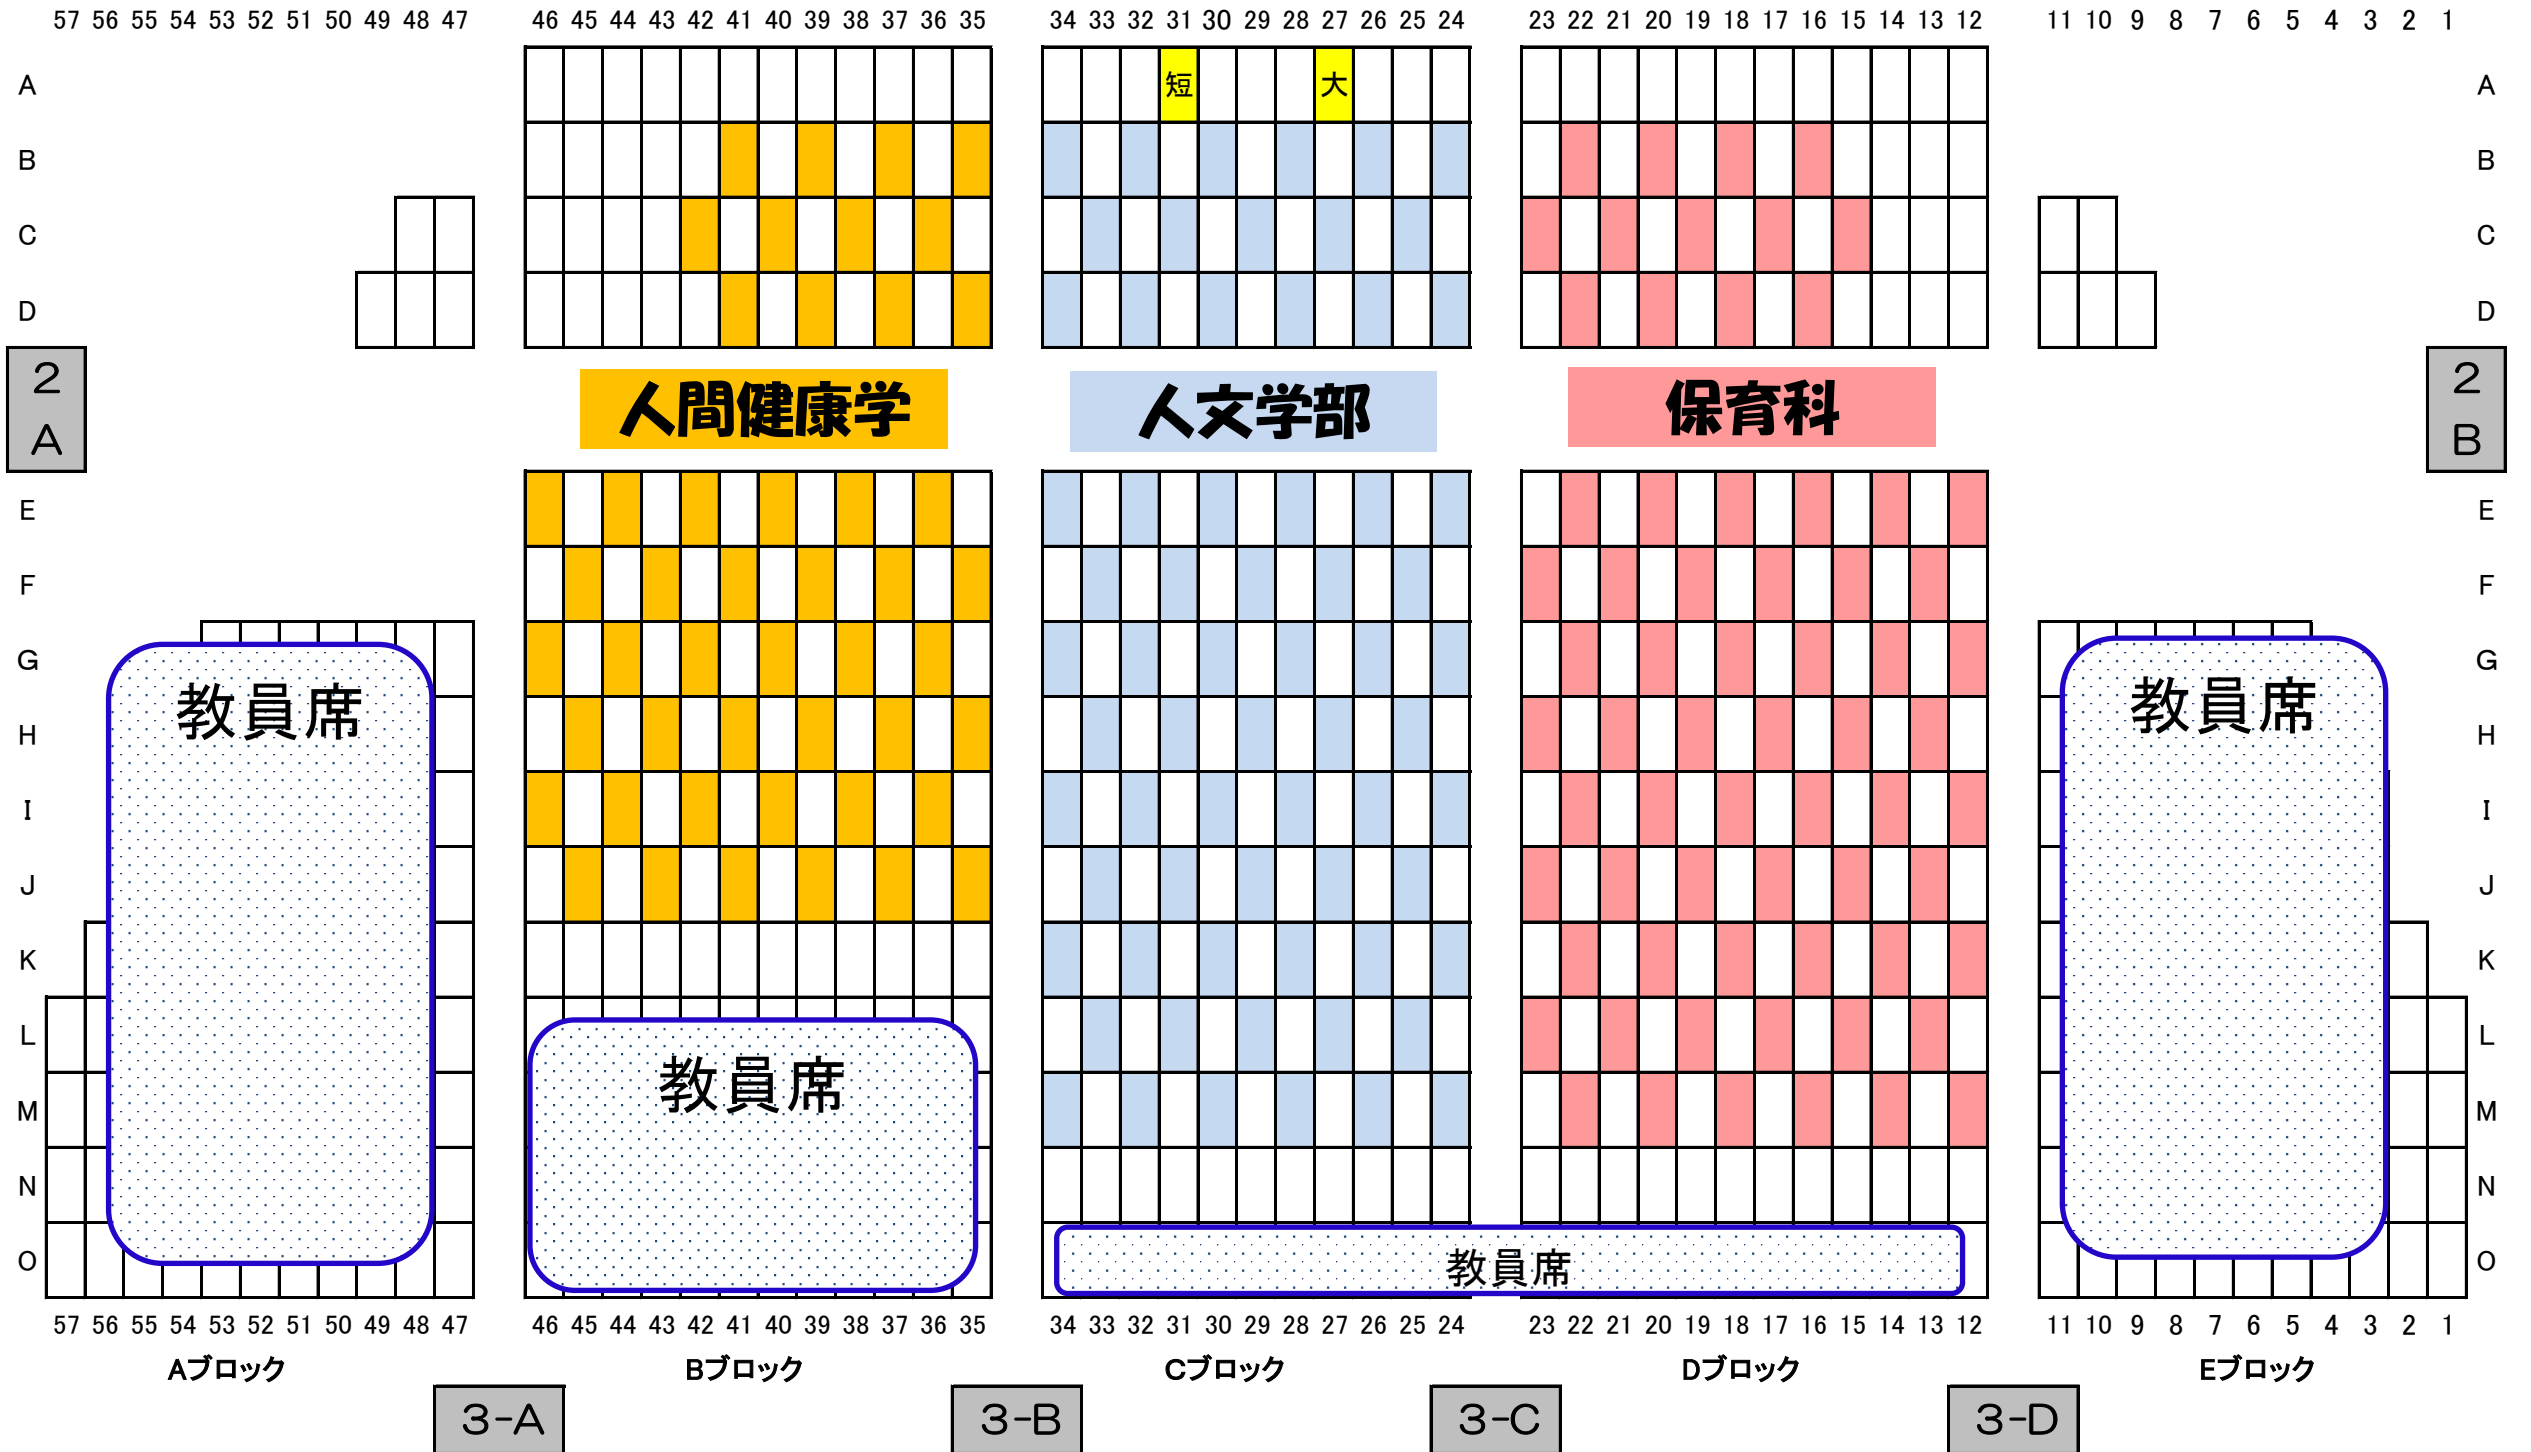 57 56 55 54 53 52 51 50 49 48 47 46 45 44 43 42 41 40 39 38 37 36 35 34 33 32 31 30 29 28 27 26 25 24 23 22 21 20 19 18 17 16 15 14 13 12 11 10 9 8 7 6 5 4 3 2 1
A 短 大 A
B B
C C
D D
2A 人間健康学 人文学部 保育科 2B
E E
F F
G G
教員席 教員席
H H
I I
J J
K K
L L
教員席
M M
N N
O 教員席 O
57 56 55 54 53 52 51 50 49 48 47 46 45 44 43 42 41 40 39 38 37 36 35 34 33 32 31 30 29 28 27 26 25 24 23 22 21 20 19 18 17 16 15 14 13 12 11 10 9 8 7 6 5 4 3 2 1
Aブロック Bブロック Cブロック Dブロック Eブロック
3-A 3-B 3-C 3-D